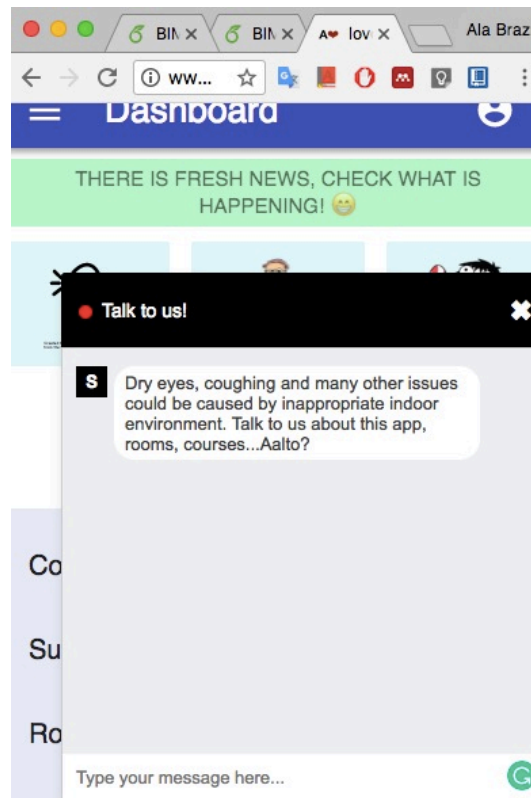 BIN
BIN
A♥ lov
Ala Braz
ww...
Dashboard
THERE IS FRESH NEWS, CHECK WHAT IS
HAPPENING! 😀
Talk to us!
S
Dry eyes, coughing and many other issues
could be caused by inappropriate indoor
environment. Talk to us about this app,
rooms, courses...Aalto?
Co
Su
Ro
Type your message here...